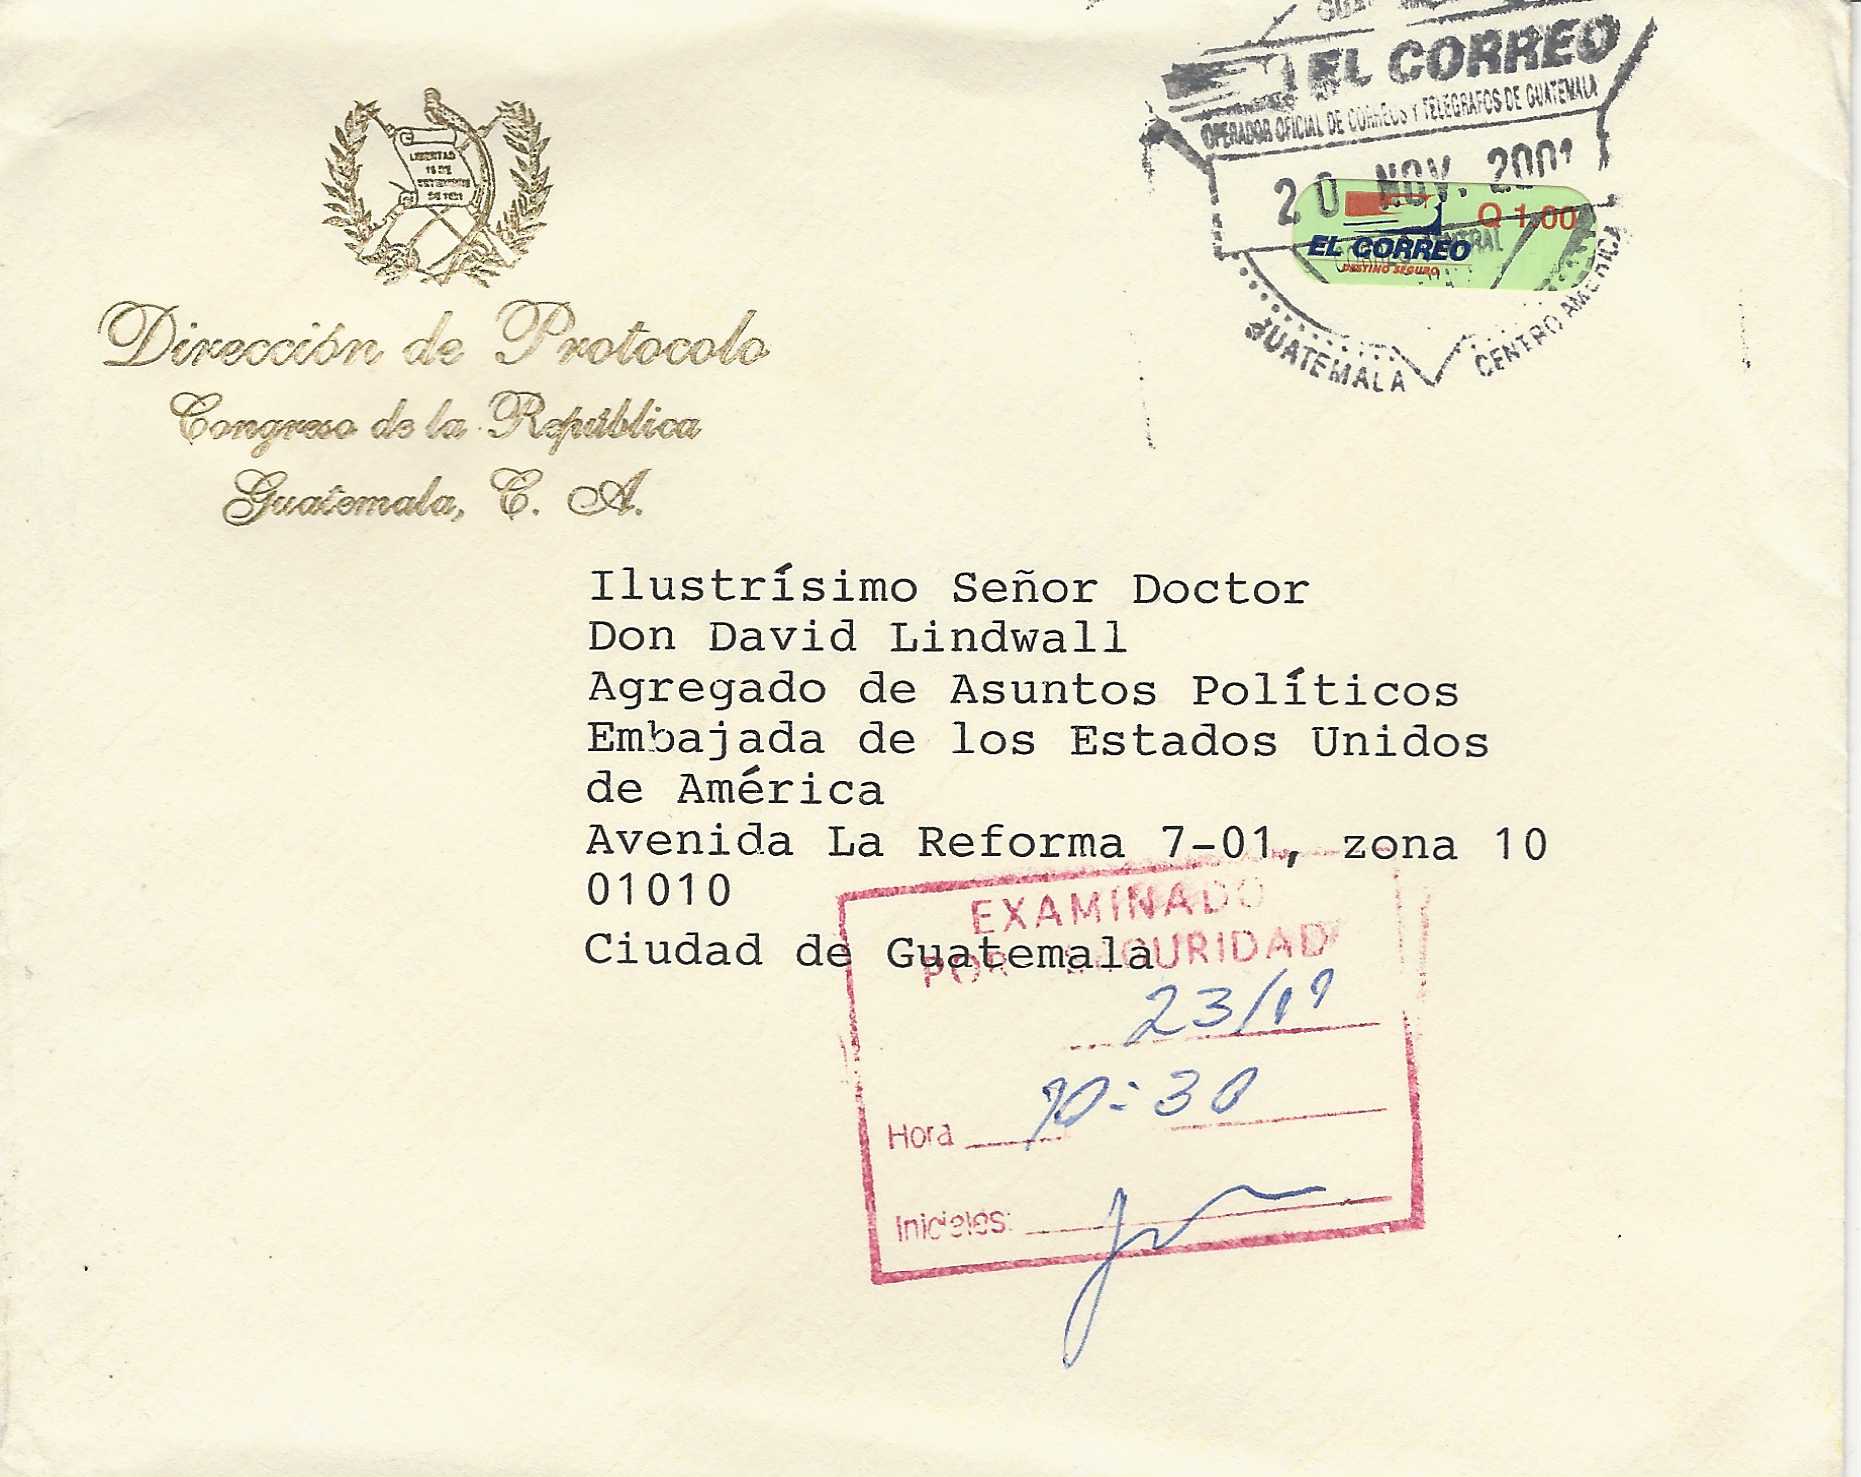 LIBERTAD
15 DE
SETIEMBRE
DE 1821
Dirección de Protocolo
Congreso de la República
Guatemala, C. A.
EL CORREO
OPERADOR OFICIAL DE CORREOS Y TELEGRAFOS DE GUATEMALA
20 NOV. 2001
Q 1.00
EL CORREO
DESTINO SEGURO
GUATEMALA CENTRO AMERICA
Ilustrísimo Señor Doctor
Don David Lindwall
Agregado de Asuntos Políticos
Embajada de los Estados Unidos
de América
Avenida La Reforma 7-01, zona 10
01010
Ciudad de Guatemala
EXAMINADO
POR SEGURIDAD
23/11
Hora 10:30
Iniciales: